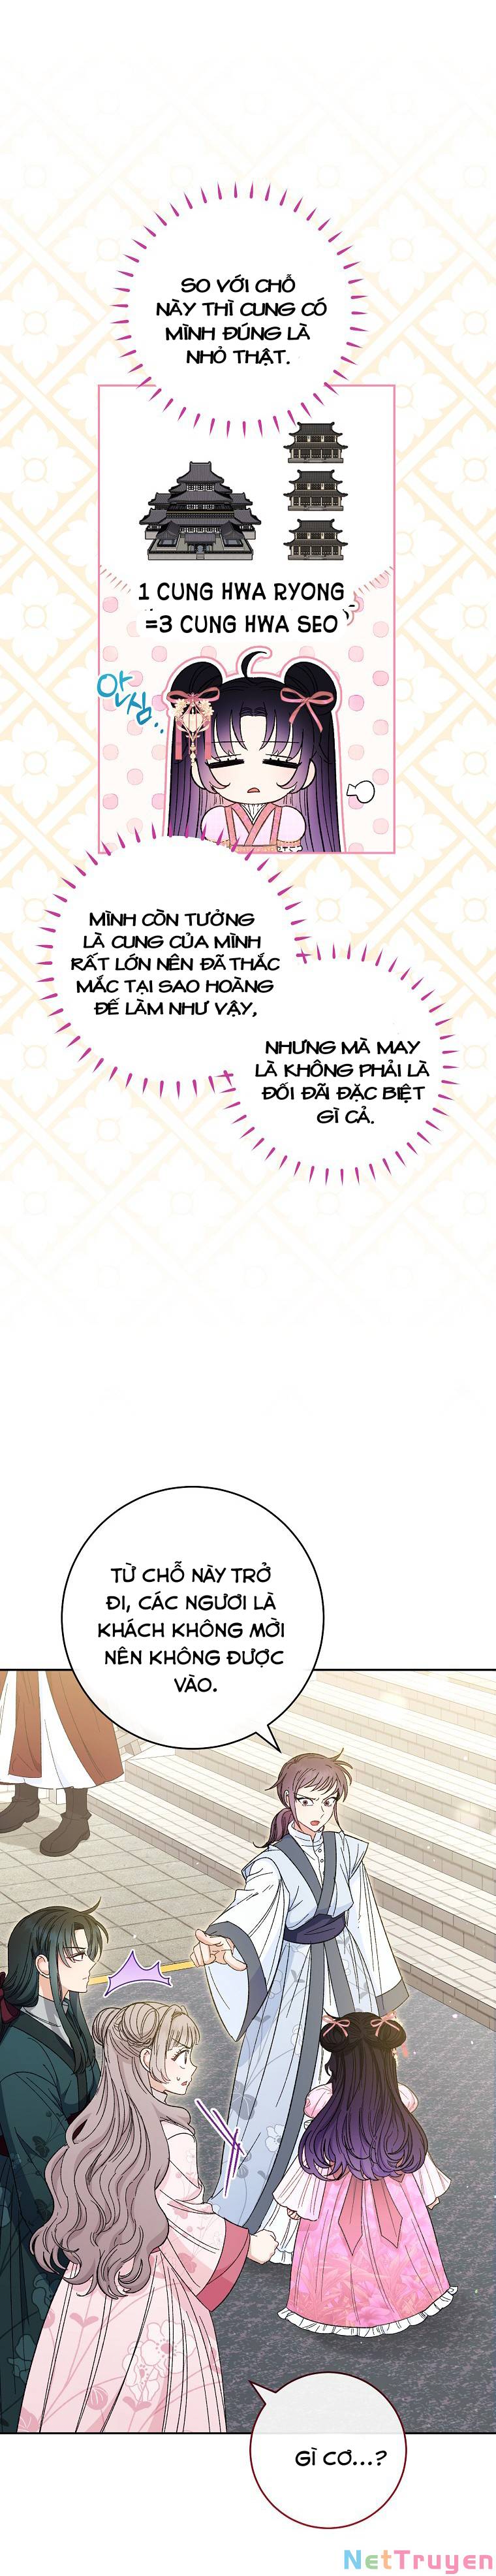 SO VỚI CHỖ
NÀY THÌ CUNG CÓ
MÌNH ĐÚNG LÀ
NHỎ THẬT.
1 CUNG HWA RYONG
=3 CUNG HWA SEO
안심..
MÌNH CÒN TƯỞNG
LÀ CUNG CỦA MÌNH
RẤT LỚN NÊN ĐÃ THẮC
MẮC TẠI SAO HOÀNG
ĐẾ LÀM NHƯ VẬY,
NHƯNG MÀ MAY
LÀ KHÔNG PHẢI LÀ
ĐỐI ĐÃI ĐẶC BIỆT
GÌ CẢ.
TỪ CHỖ NÀY TRỞ
ĐI, CÁC NGƯƠI LÀ
KHÁCH KHÔNG MỜI
NÊN KHÔNG ĐƯỢC
VÀO.
GÌ CƠ...?
NetTruyen